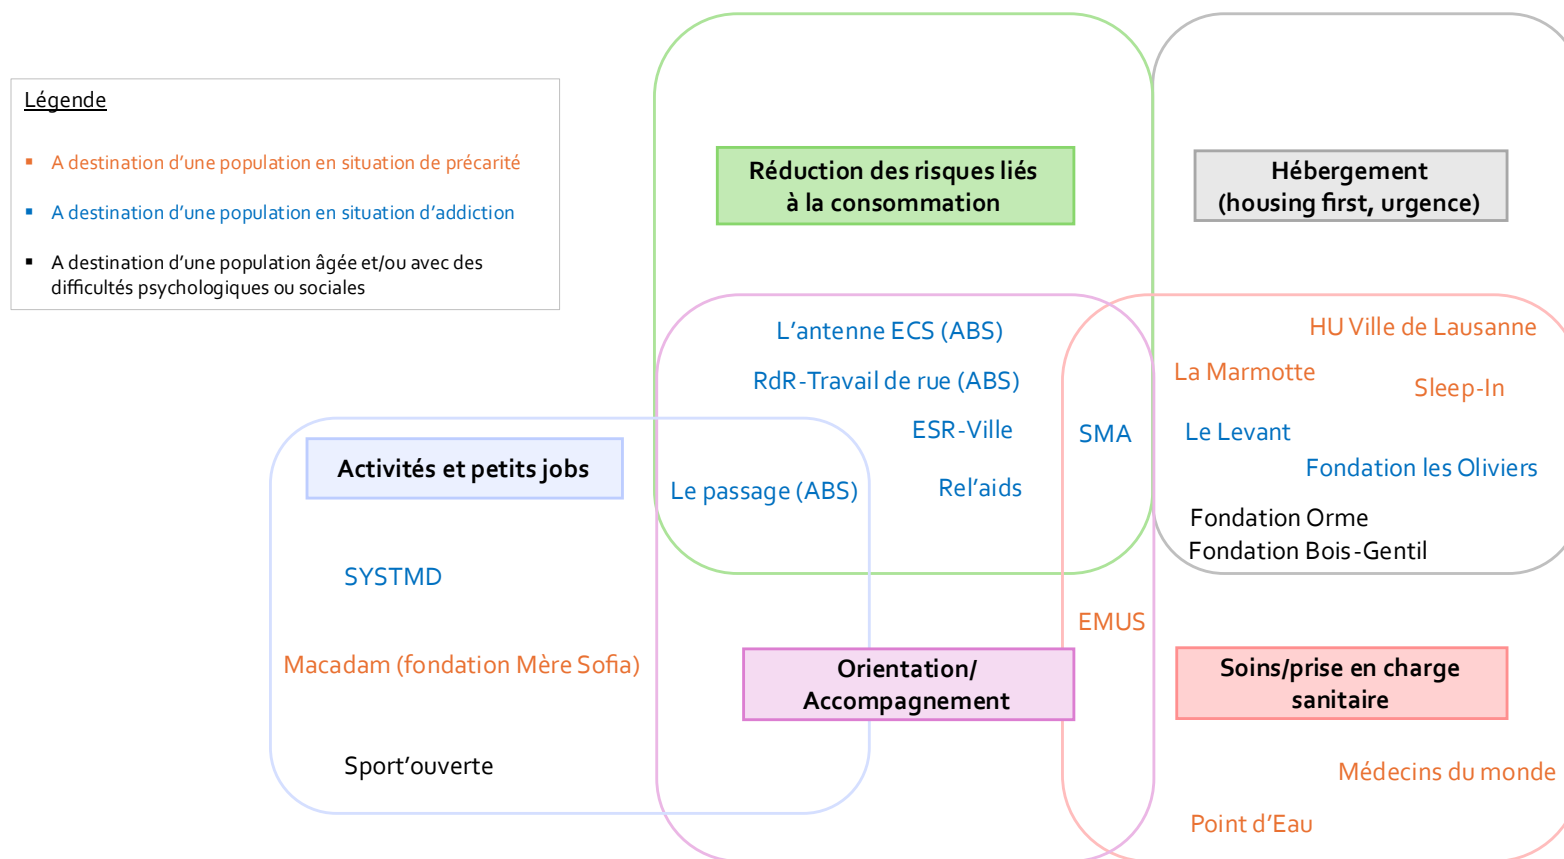 Légende
▪ A destination d'une population en situation de précarité
▪ A destination d'une population en situation d'addiction
▪ A destination d'une population âgée et/ou avec des
difficultés psychologiques ou sociales
Réduction des risques liés
à la consommation
Hébergement
(housing first, urgence)
L'antenne ECS (ABS)
RdR-Travail de rue (ABS)
ESR-Ville
SMA
Rel'aids
Le passage (ABS)
HU Ville de Lausanne
La Marmotte
Sleep-In
Le Levant
Fondation les Oliviers
Fondation Orme
Fondation Bois-Gentil
Activités et petits jobs
SYSTMD
Macadam (fondation Mère Sofia)
Sport'ouverte
EMUS
Orientation/
Accompagnement
Soins/prise en charge
sanitaire
Médecins du monde
Point d'Eau